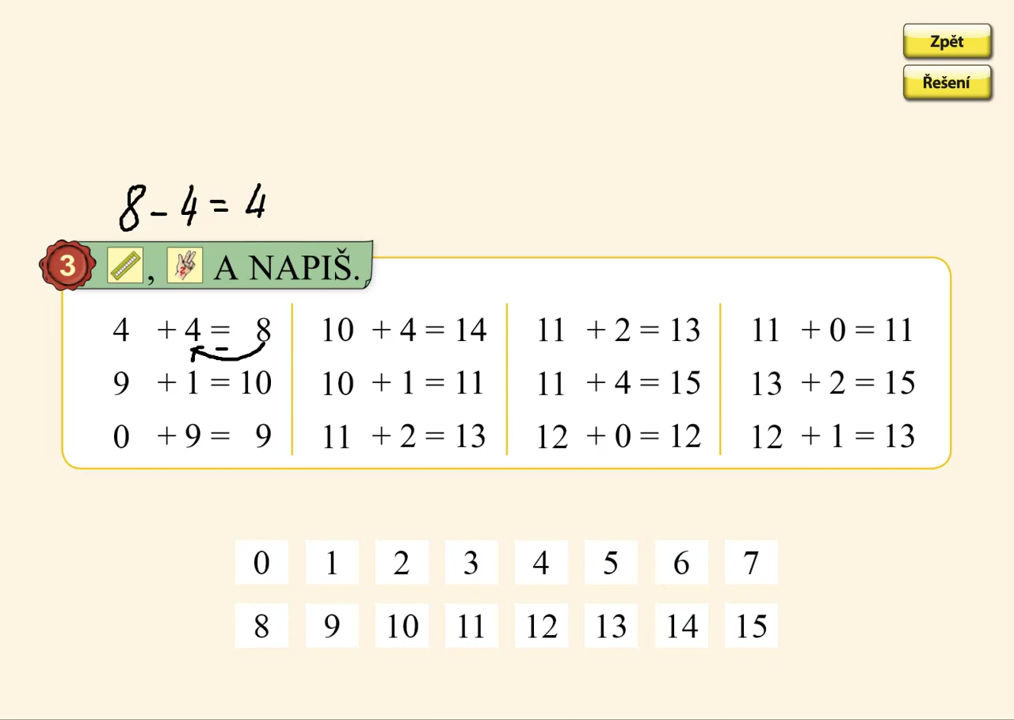 Zpět
Řešení
8 - 4 = 4
3 , A NAPIŠ.
4 + 4 = 8 10 + 4 = 14 11 + 2 = 13 11 + 0 = 11
9 + 1 = 10 10 + 1 = 11 11 + 4 = 15 13 + 2 = 15
0 + 9 = 9 11 + 2 = 13 12 + 0 = 12 12 + 1 = 13
0 1 2 3 4 5 6 7
8 9 10 11 12 13 14 15